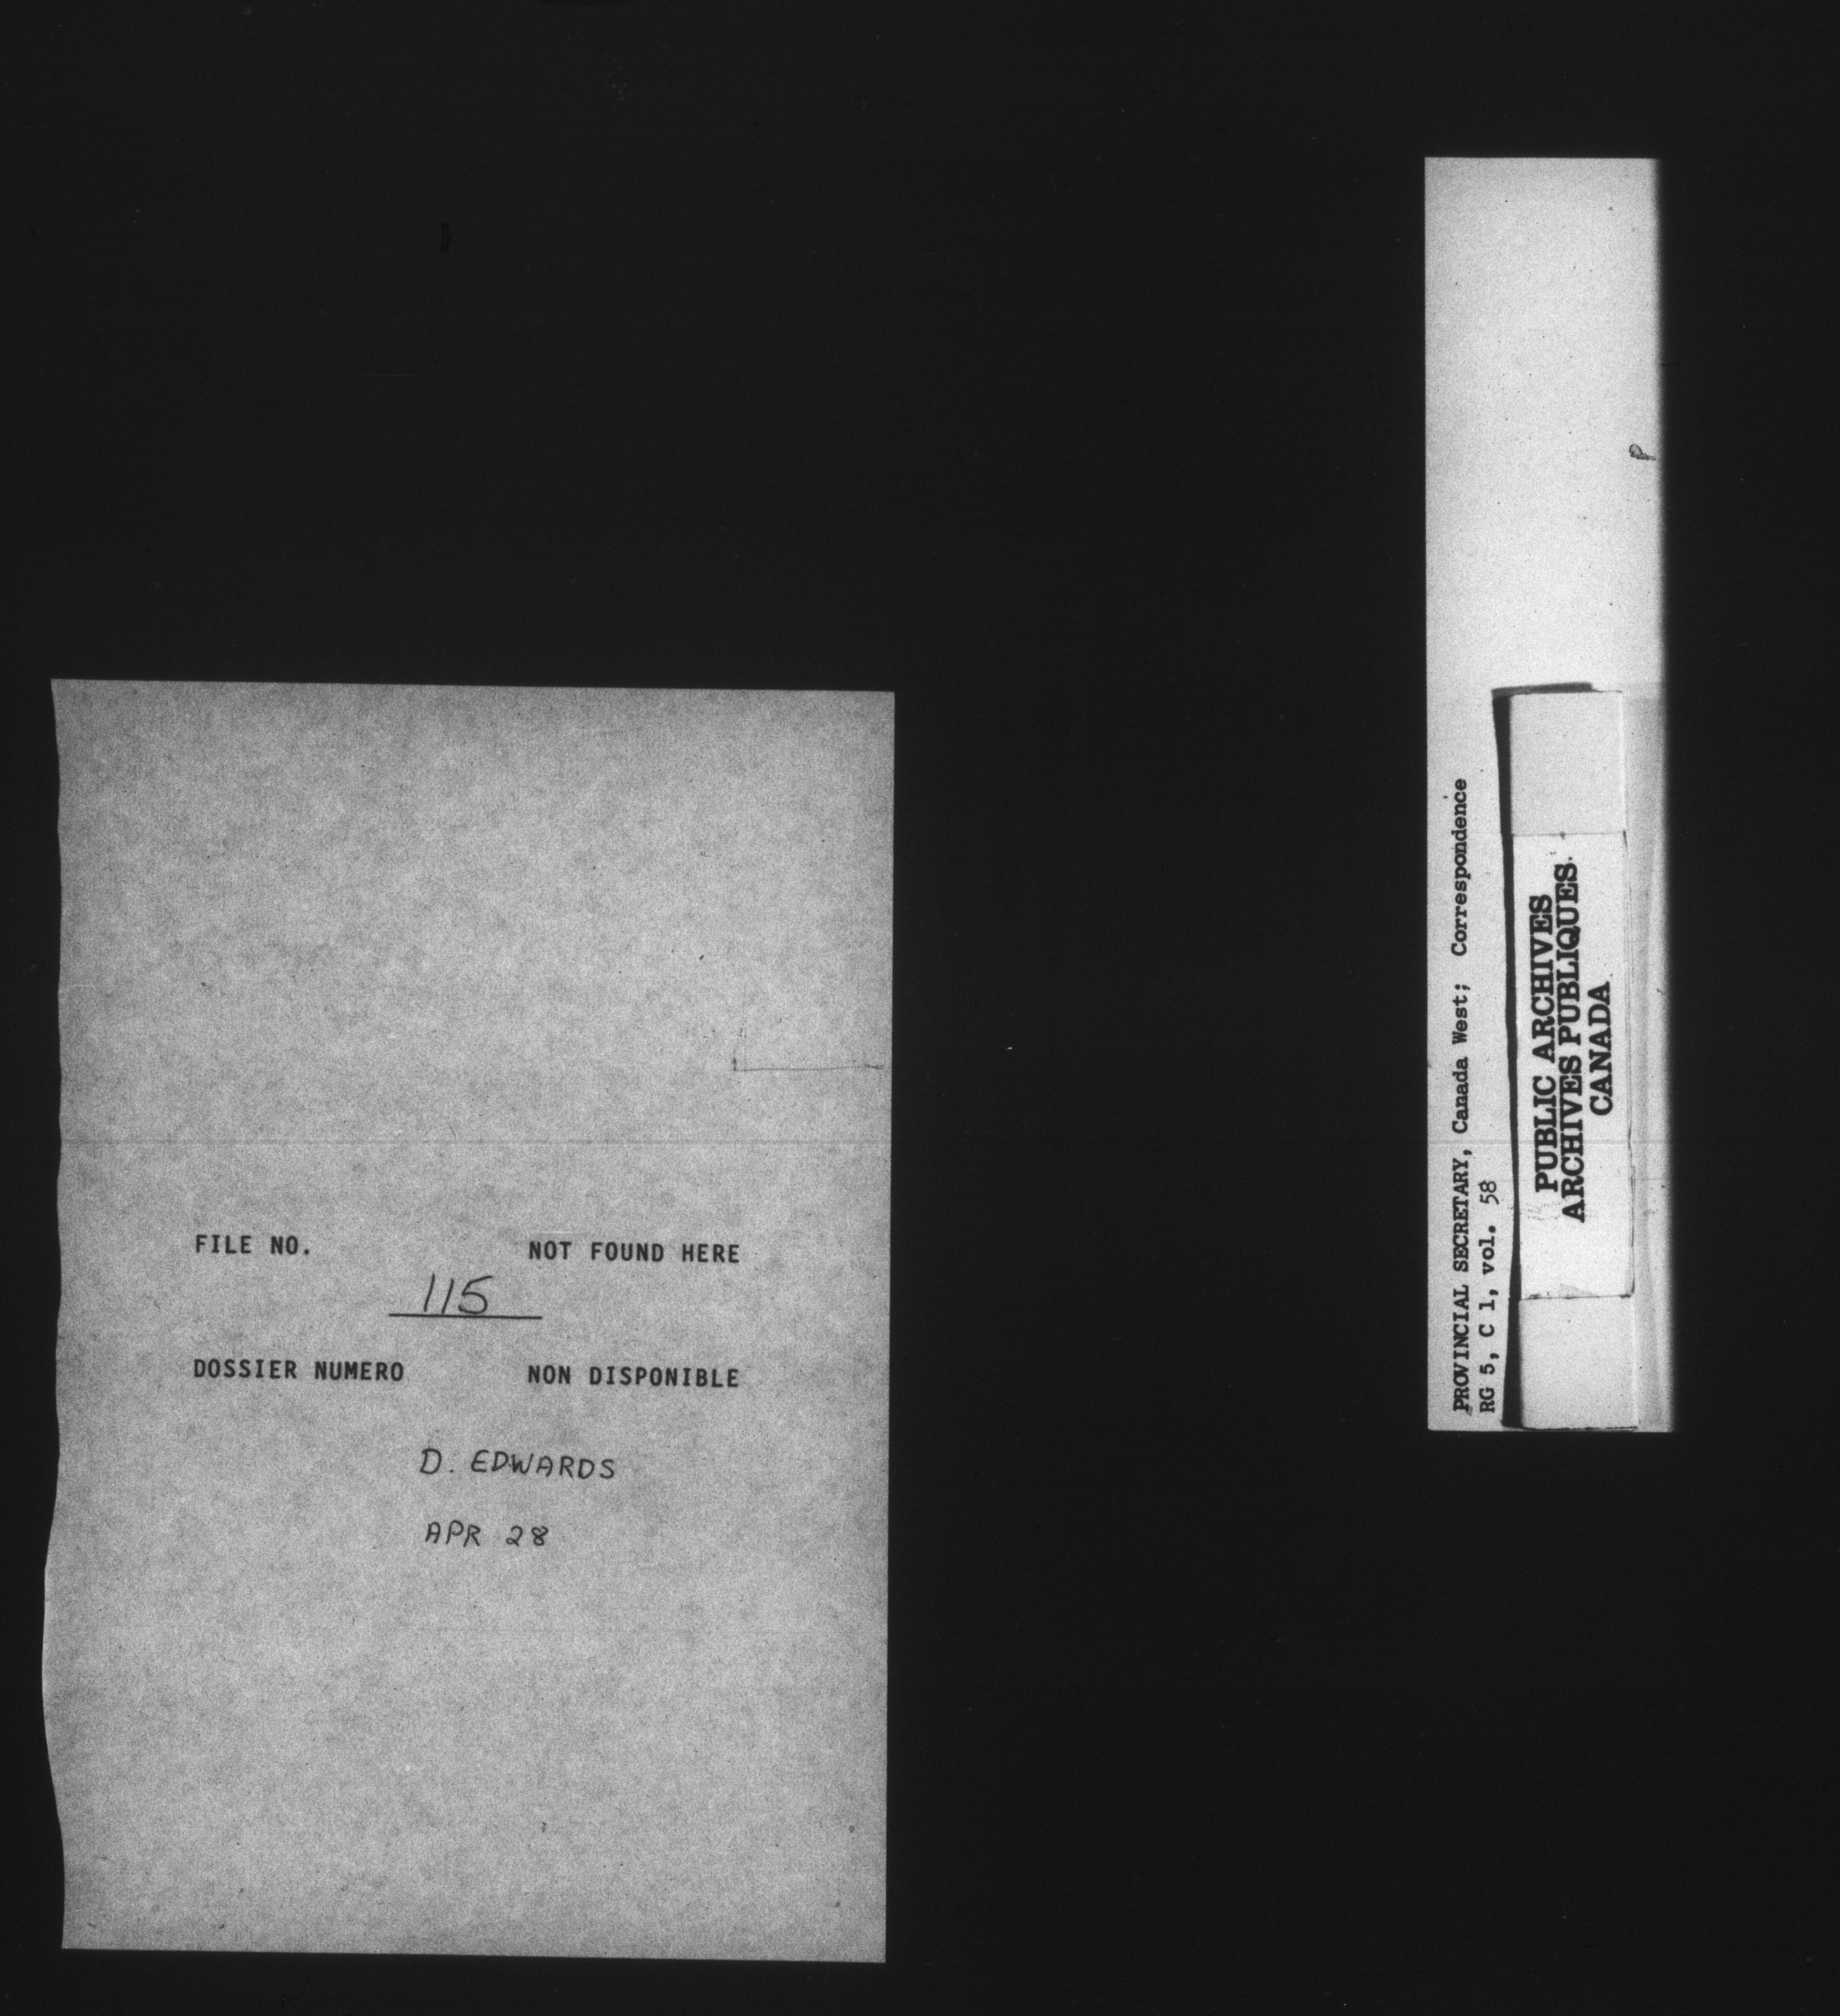 FILE NO. NOT FOUND HERE
115
DOSSIER NUMERO NON DISPONIBLE
D. EDWARDS
APR 28
PROVINCIAL SECRETARY, Canada West; Correspondence
RG 5, C 1, vol. 58
PUBLIC ARCHIVES
ARCHIVES PUBLIQUES
CANADA